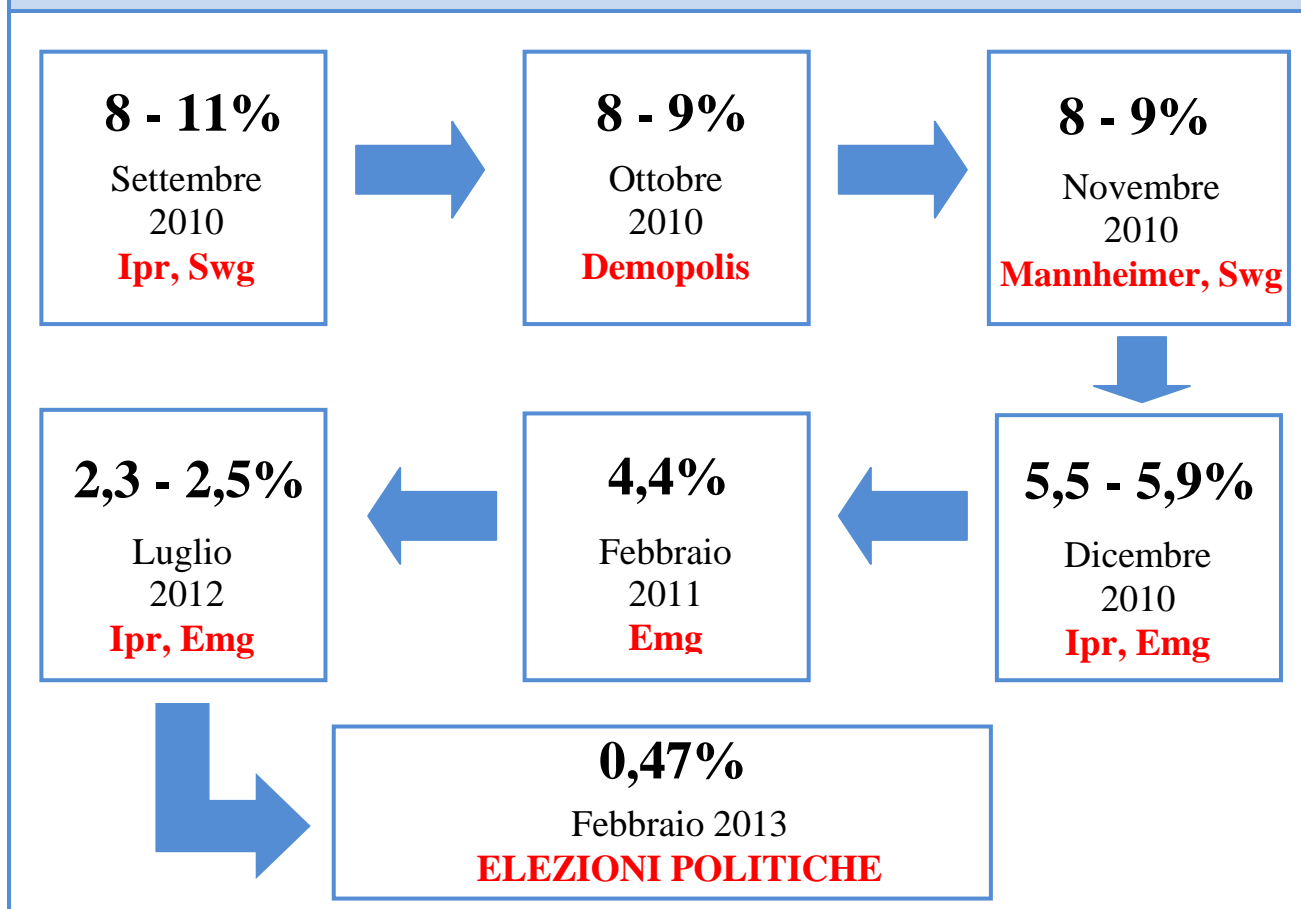 8 - 11%
Settembre
2010
Ipr, Swg
8 - 9%
Ottobre
2010
Demopolis
8 - 9%
Novembre
2010
Mannheimer, Swg
5,5 - 5,9%
Dicembre
2010
Ipr, Emg
4,4%
Febbraio
2011
Emg
2,3 - 2,5%
Luglio
2012
Ipr, Emg
0,47%
Febbraio 2013
ELEZIONI POLITICHE